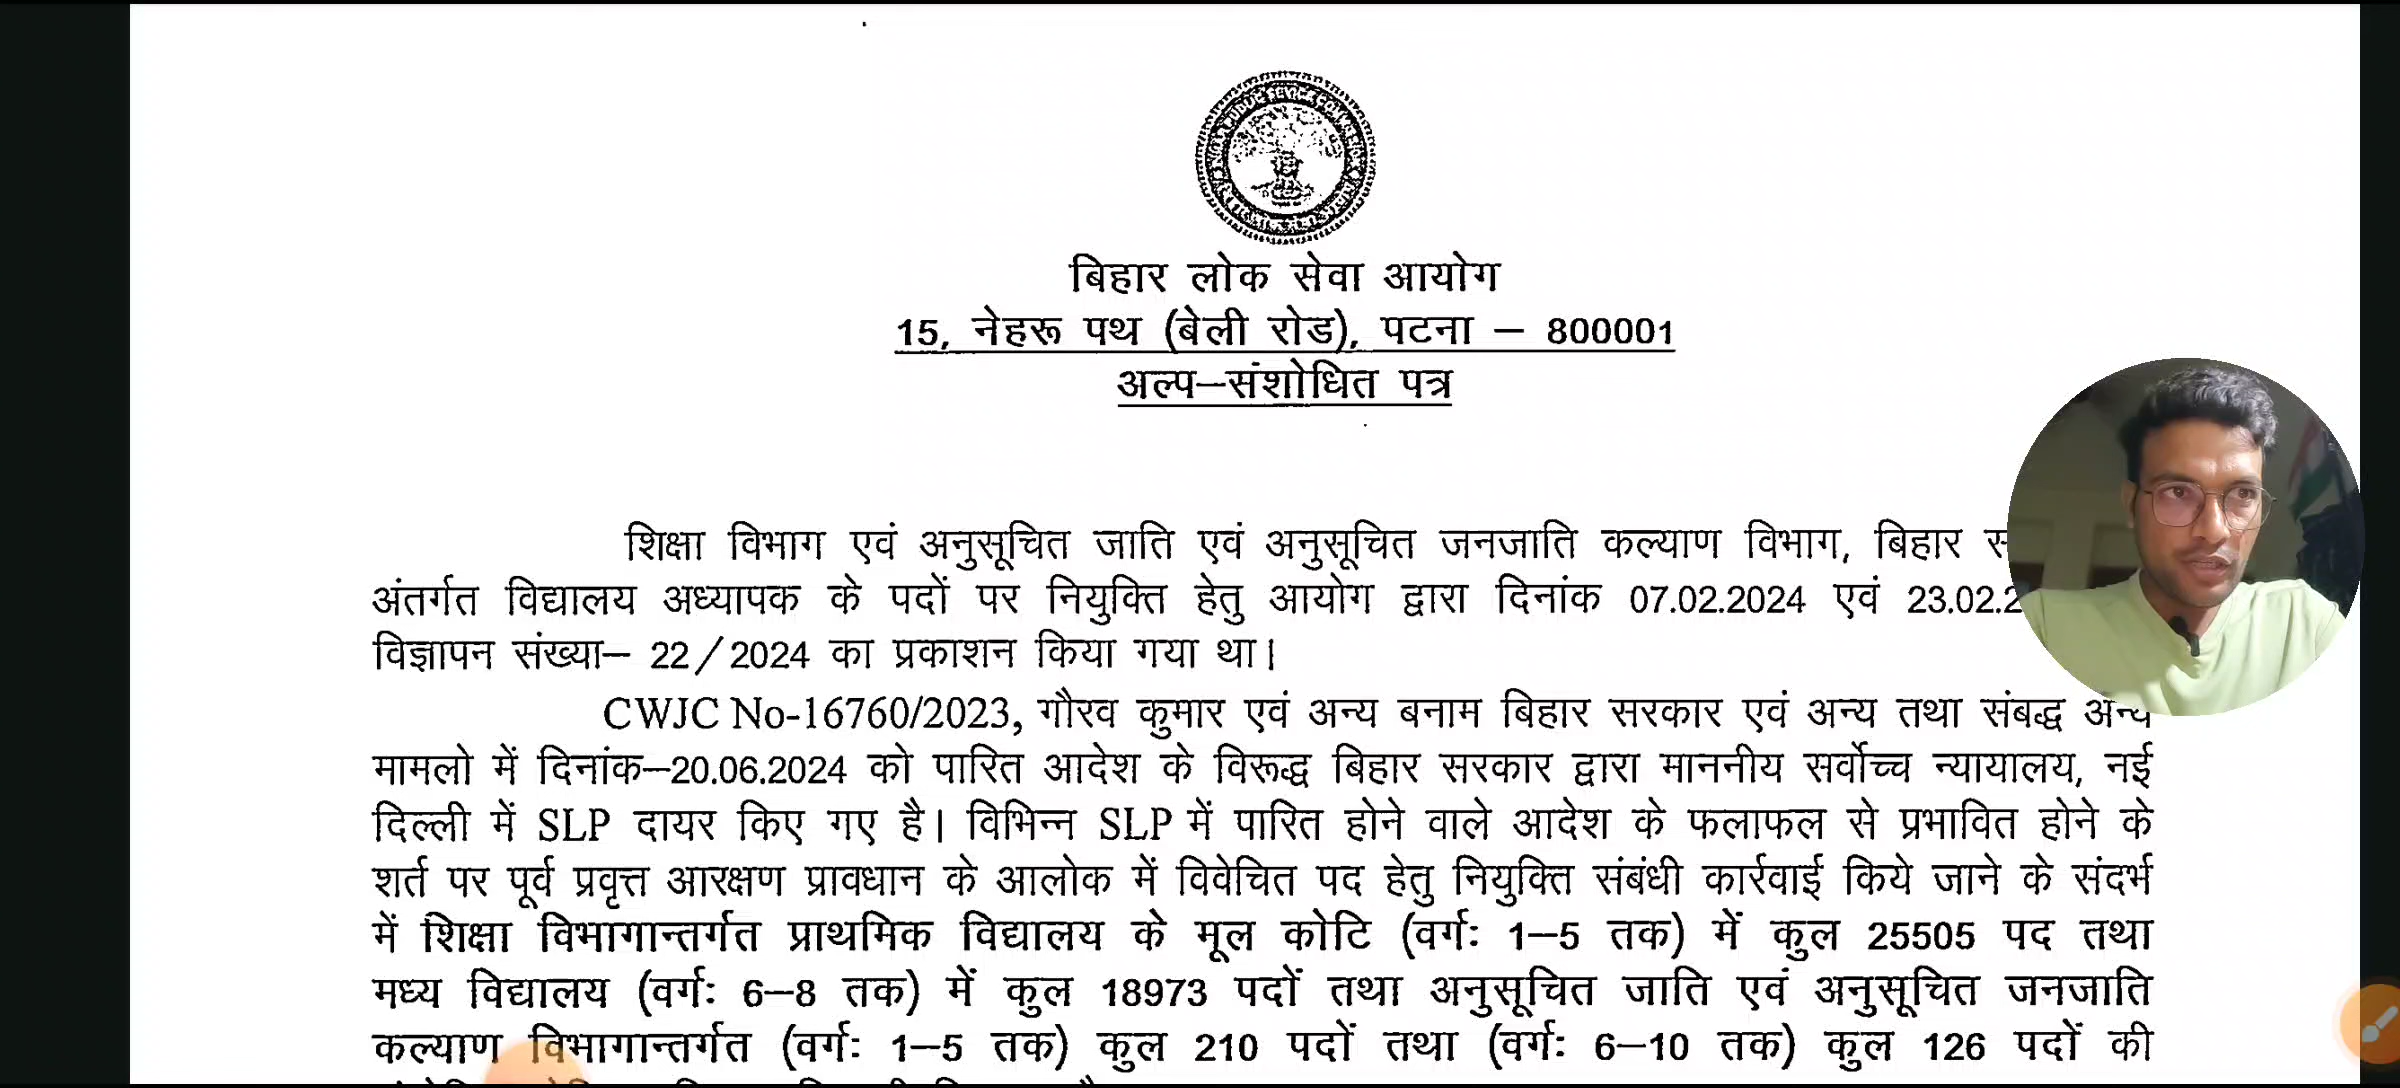 बिहार लोक सेवा आयोग
15, नेहरू पथ (बेली रोड), पटना – 800001
अल्प–संशोधित पत्र
शिक्षा विभाग एवं अनुसूचित जाति एवं अनुसूचित जनजाति कल्याण विभाग, बिहार
अंतर्गत विद्यालय अध्यापक के पदों पर नियुक्ति हेतु आयोग द्वारा दिनांक 07.02.2024 एवं 23.02.2
विज्ञापन संख्या– 22/2024 का प्रकाशन किया गया था।
CWJC No-16760/2023, गौरव कुमार एवं अन्य बनाम बिहार सरकार एवं अन्य तथा संबद्ध अन्य
मामलो में दिनांक–20.06.2024 को पारित आदेश के विरूद्ध बिहार सरकार द्वारा माननीय सर्वोच्च न्यायालय, नई
दिल्ली में SLP दायर किए गए है। विभिन्न SLP में पारित होने वाले आदेश के फलाफल से प्रभावित होने के
शर्त पर पूर्व प्रवृत्त आरक्षण प्रावधान के आलोक में विवेचित पद हेतु नियुक्ति संबंधी कार्रवाई किये जाने के संदर्भ
में शिक्षा विभागान्तर्गत प्राथमिक विद्यालय के मूल कोटि (वर्गः 1–5 तक) में कुल 25505 पद तथा
मध्य विद्यालय (वर्गः 6–8 तक) में कुल 18973 पदों तथा अनुसूचित जाति एवं अनुसूचित जनजाति
कल्याण विभागान्तर्गत (वर्गः 1–5 तक) कुल 210 पदों तथा (वर्गः 6–10 तक) कुल 126 पदों की